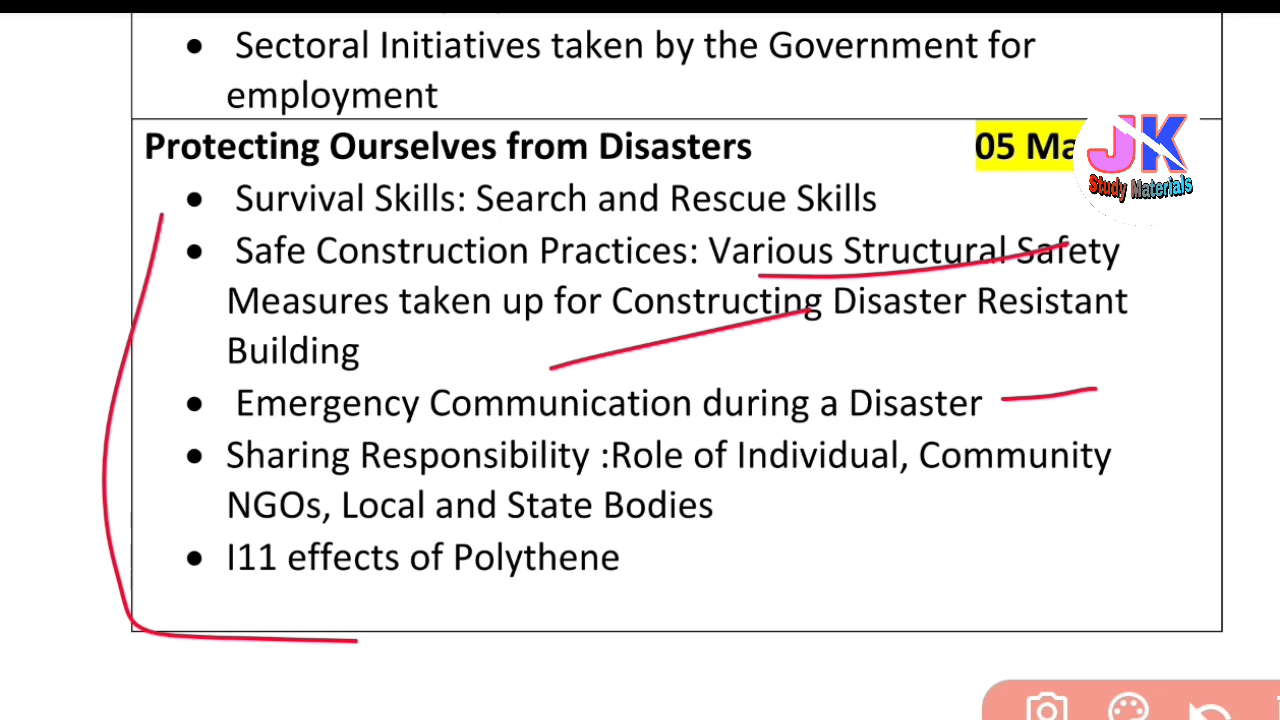 • Sectoral Initiatives taken by the Government for
employment
Protecting Ourselves from Disasters 05
JK
Study Materials
• Survival Skills: Search and Rescue Skills
• Safe Construction Practices: Various Structural Safety
Measures taken up for Constructing Disaster Resistant
Building
• Emergency Communication during a Disaster
• Sharing Responsibility :Role of Individual, Community
NGOs, Local and State Bodies
• I11 effects of Polythene